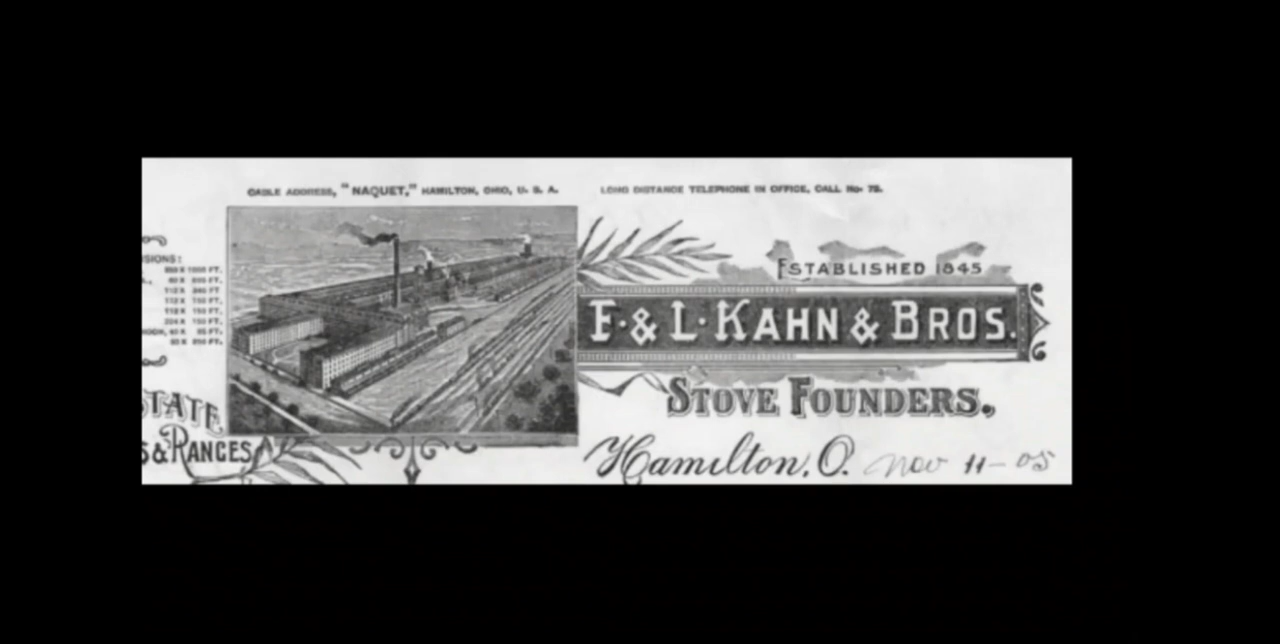 CABLE ADDRESS, "NAQUET," HAMILTON, OHIO, U. S. A.
LONG DISTANCE TELEPHONE IN OFFICE, CALL No. 75.
SIONS:
ESTABLISHED 1845
F. & L. KAHN & BROS.
STOVE FOUNDERS,
STATE
S & RANGES
Hamilton, O. Nov 11-05